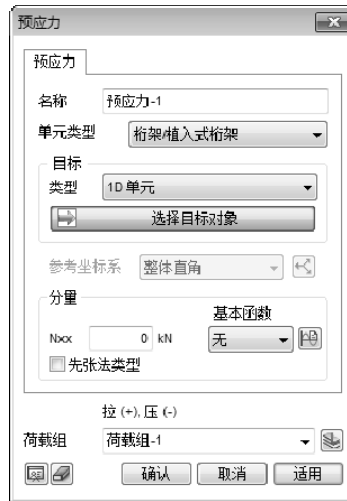 预应力
预应力
名称 预应力-1
单元类型 桁架/植入式桁架
目标
类型 1D 单元
选择目标对象
参考坐标系 整体直角
分量
基本函数
Nxx 0 kN 无
先张法类型
拉 (+), 压 (-)
荷载组 荷载组-1
确认 取消 适用